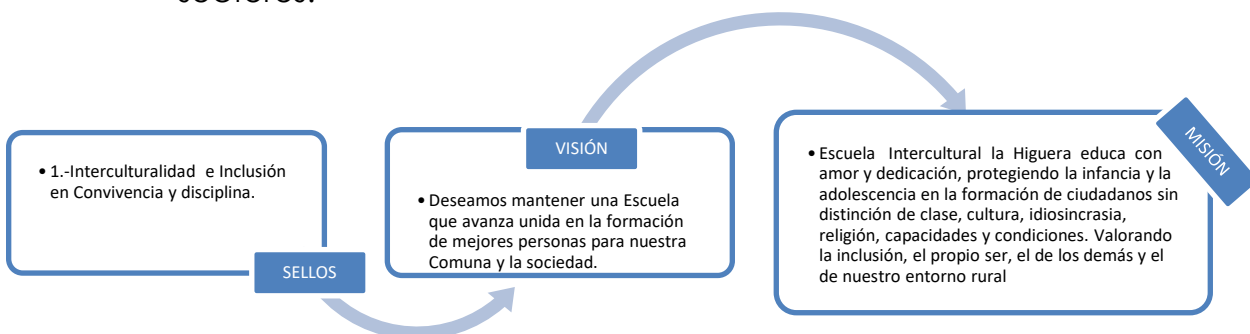 • 1.-Interculturalidad e Inclusión
en Convivencia y disciplina.
SELLOS
VISIÓN
• Deseamos mantener una Escuela
que avanza unida en la formación
de mejores personas para nuestra
Comuna y la sociedad.
MISIÓN
• Escuela Intercultural la Higuera educa con
amor y dedicación, protegiendo la infancia y la
adolescencia en la formación de ciudadanos sin
distinción de clase, cultura, idiosincrasia,
religión, capacidades y condiciones. Valorando
la inclusión, el propio ser, el de los demás y el
de nuestro entorno rural